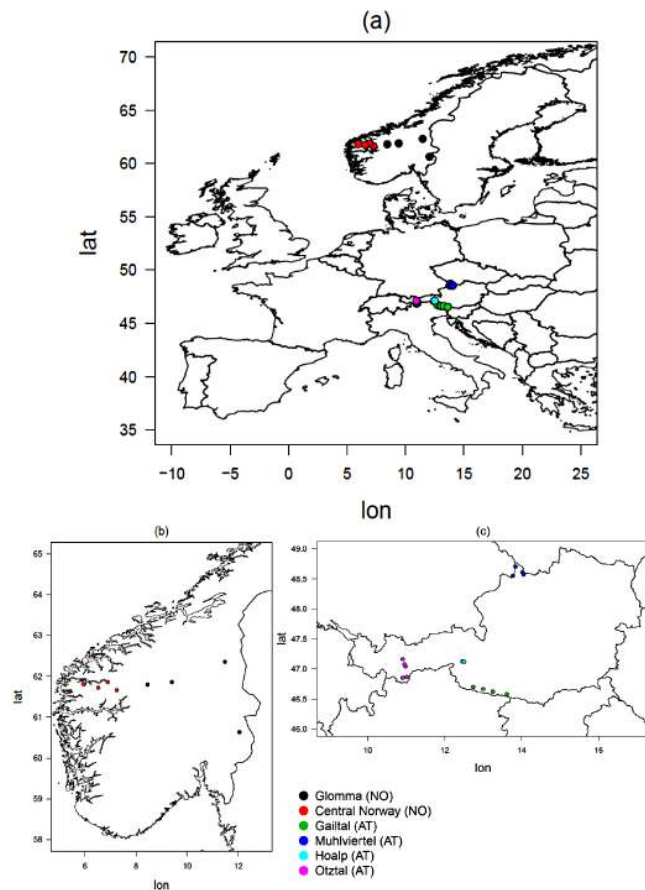 (a)
70
65
60
55
50
45
40
35
lat
-10 -5 0 5 10 15 20 25
lon
(b)
65
64
63
62
61
60
59
58
lat
6 8 10 12
lon
(c)
49.0
48.5
48.0
47.5
47.0
46.5
46.0
45.0
lat
10 12 14 16
lon
Glomma (NO)
Central Norway (NO)
Gailtal (AT)
Muhlviertel (AT)
Hoalp (AT)
Otztal (AT)